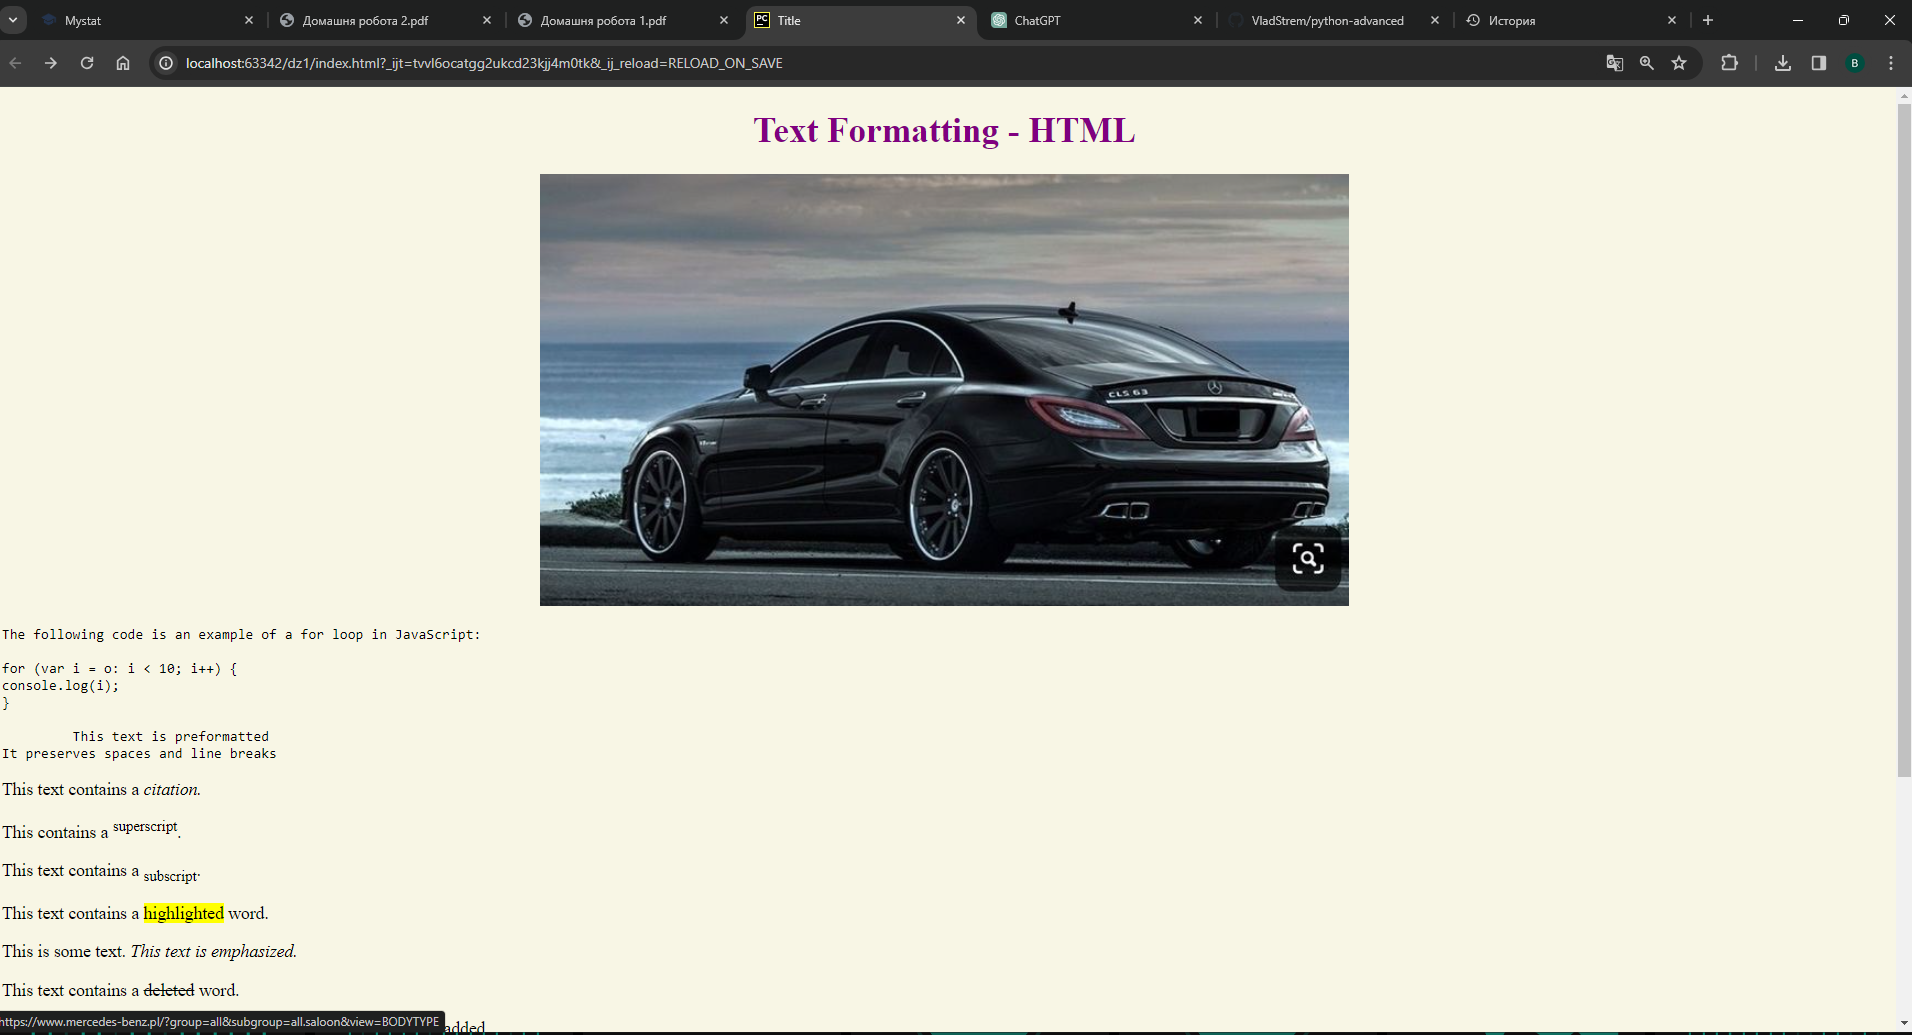 Mystat
Домашня робота 2.pdf
Домашня робота 1.pdf
PC Title
ChatGPT
VladStrem/python-advanced
История
localhost:63342/dz1/index.html?_ijt=tvvl6ocatgg2ukcd23kjj4m0tk&_ij_reload=RELOAD_ON_SAVE
B
Text Formatting - HTML
CLS 63
The following code is an example of a for loop in JavaScript:
for (var i = o: i < 10; i++) {
console.log(i);
}
This text is preformatted
It preserves spaces and line breaks
This text contains a citation.
This contains a superscript.
This text contains a subscript.
This text contains a highlighted word.
This is some text. This text is emphasized.
This text contains a deleted word.
https://www.mercedes-benz.pl/?group=all&subgroup=all.saloon&view=BODYTYPE
added